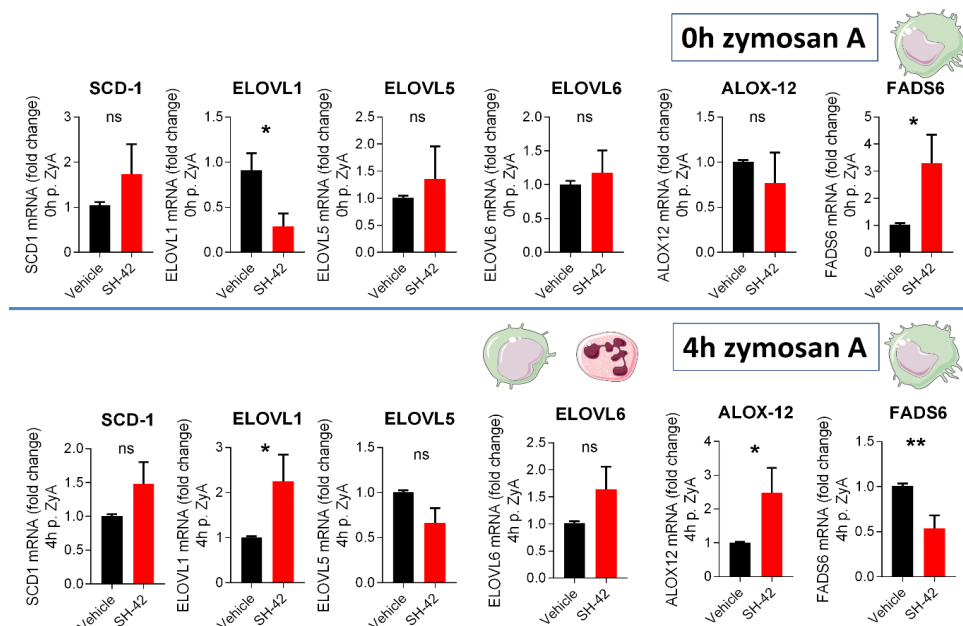 0h zymosan A
SCD-1
ns
SCD1 mRNA (fold change)
0h p. ZyA
3
2
1
0
Vehicle
SH-42
ELOVL1
*
ELOVL1 mRNA (fold change)
0h p. ZyA
1.5
1.0
0.5
0.0
Vehicle
SH-42
ELOVL5
ns
ELOVL5 mRNA (fold change)
0h p. ZyA
2.5
2.0
1.5
1.0
0.5
0.0
Vehicle
SH-42
ELOVL6
ns
ELOVL6 mRNA (fold change)
0h p. ZyA
2.0
1.5
1.0
0.5
0.0
Vehicle
SH-42
ALOX-12
ns
ALOX12 mRNA (fold change)
0h p. ZyA
1.5
1.0
0.5
0.0
Vehicle
SH-42
FADS6
*
FADS6 mRNA (fold change)
0h p. ZyA
5
4
3
2
1
0
Vehicle
SH-42
4h zymosan A
SCD-1
ns
SCD1 mRNA (fold change)
4h p. ZyA
2.0
1.5
1.0
0.5
0.0
Vehicle
SH-42
ELOVL1
*
ELOVL1 mRNA (fold change)
4h p. ZyA
3
2
1
0
Vehicle
SH-42
ELOVL5
ns
ELOVL5 mRNA (fold change)
4h p. ZyA
1.5
1.0
0.5
0.0
Vehicle
SH-42
ELOVL6
ns
ELOVL6 mRNA (fold change)
4h p. ZyA
2.5
2.0
1.5
1.0
0.5
0.0
Vehicle
SH-42
ALOX-12
*
ALOX12 mRNA (fold change)
4h p. ZyA
4
3
2
1
0
Vehicle
SH-42
FADS6
**
FADS6 mRNA (fold change)
4h p. ZyA
1.5
1.0
0.5
0.0
Vehicle
SH-42